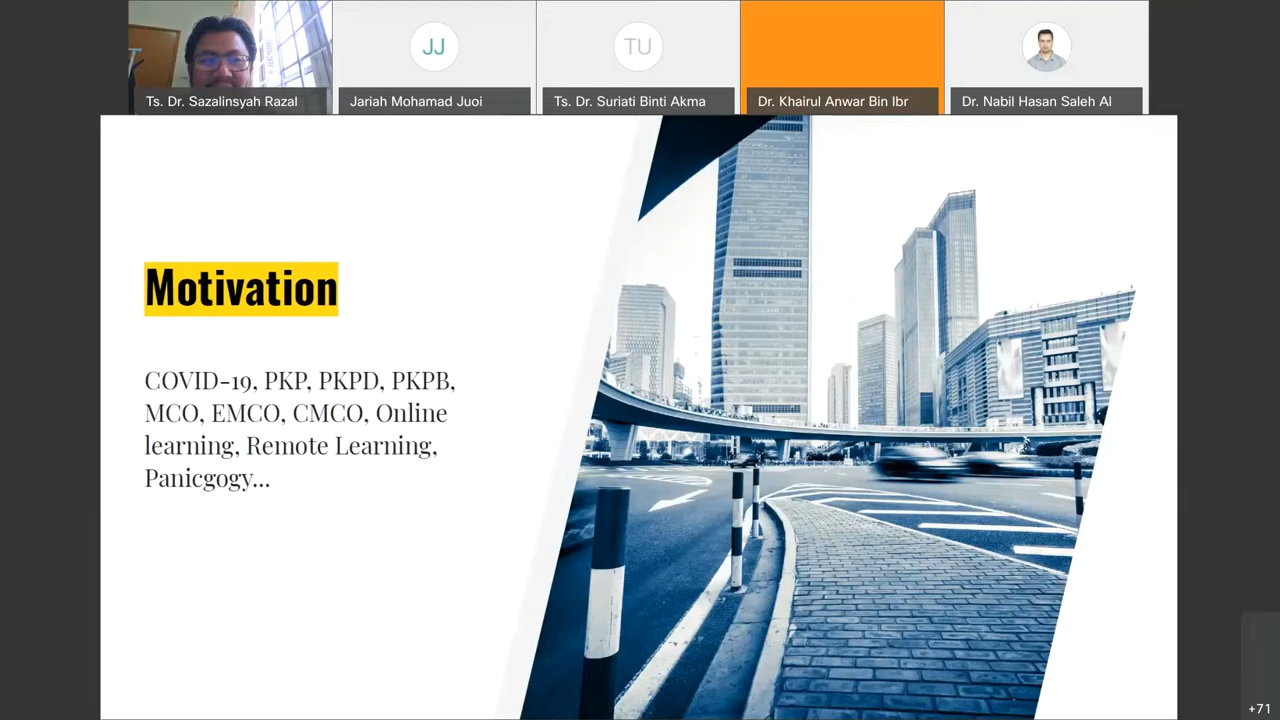 Ts. Dr. Sazalinsyah Razal
JJ
Jariah Mohamad Juoi
TU
Ts. Dr. Suriati Binti Akma
Dr. Khairul Anwar Bin Ibr
Dr. Nabil Hasan Saleh Al
Motivation
COVID-19, PKP, PKPD, PKPB,
MCO, EMCO, CMCO, Online
learning, Remote Learning,
Panicgogy...
+71